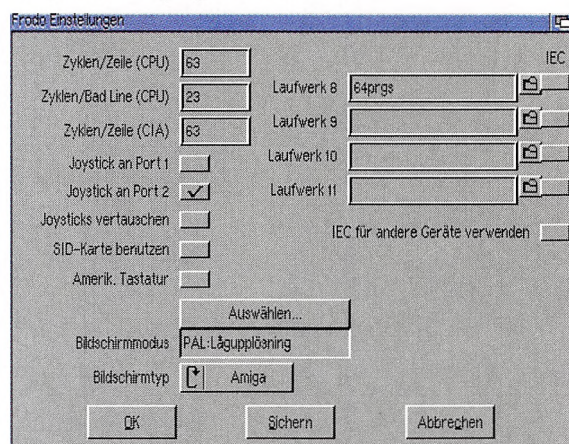 Frodo Einstellungen
Zyklen/Zeile (CPU) 63
Zyklen/Bad Line (CPU) 23
Zyklen/Zeile (CIA) 63
Joystick an Port 1
Joystick an Port 2
Joysticks vertauschen
SID-Karte benutzen
Amerik. Tastatur
IEC
Laufwerk 8 64prgs
Laufwerk 9
Laufwerk 10
Laufwerk 11
IEC für andere Geräte verwenden
Auswählen...
Bildschirmmodus PAL:Lågupplösning
Bildschirmtyp Amiga
OK Sichern Abbrechen